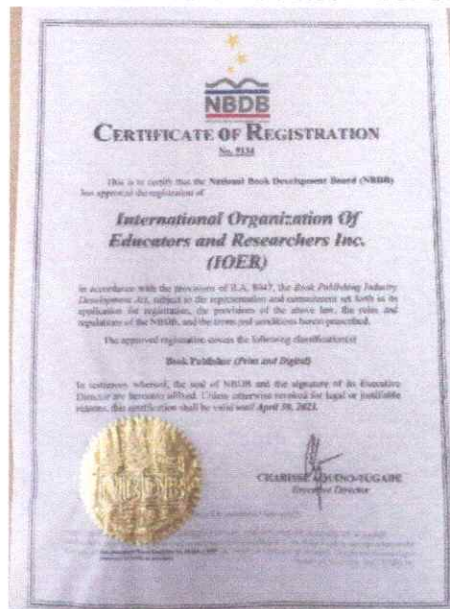 NBDB
CERTIFICATE OF REGISTRATION
No. 9134
This is to certify that the National Book Development Board (NBDB)
has approved the registration of
International Organization Of
Educators and Researchers Inc.
(IOER)
in accordance with the provisions of R.A. 8047, the Book Publishing Industry
Development Act, subject to the representation and commitment set forth in its
application for registration, the provisions of the above law, the rules and
regulations of the NBDB, and the terms and conditions herein prescribed.
The approved registration covers the following classification/s
Book Publisher (Print and Digital)
In testimony whereof, the seal of NBDB and the signature of its Executive
Director are hereunto affixed. Unless otherwise revoked for legal or justifiable
reasons, this certification shall be valid until April 30, 2023.
NBDB
CHARISSE AQUINO-TUGADE
Executive Director